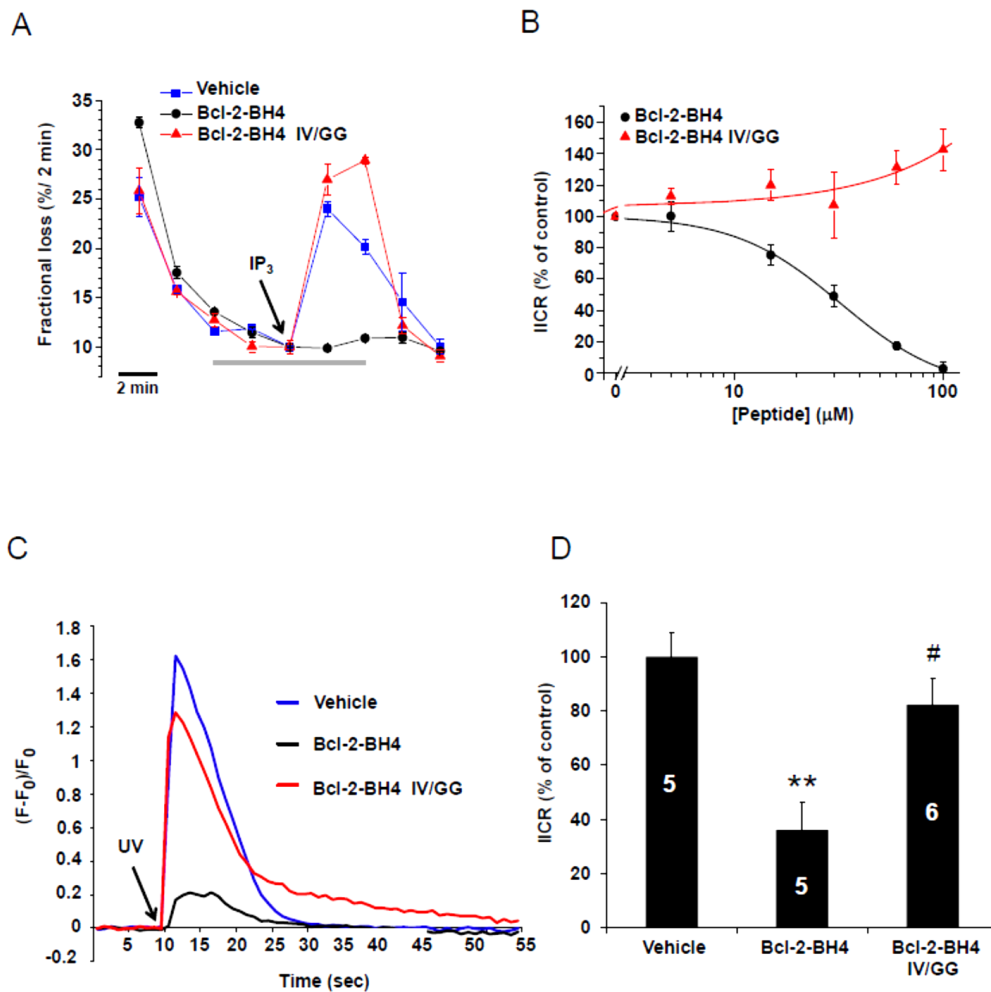 A
Vehicle
Bcl-2-BH4
Bcl-2-BH4 IV/GG
Fractional loss (%/ 2 min)
35
30
25
20
15
10
IP3
2 min
B
Bcl-2-BH4
Bcl-2-BH4 IV/GG
IICR (% of control)
160
140
120
100
80
60
40
20
0
0 10 100
[Peptide] (μM)
C
(F-F0)/F0
1.8
1.6
1.4
1.2
1
0.8
0.6
0.4
0.2
0
-0.2
Vehicle
Bcl-2-BH4
Bcl-2-BH4 IV/GG
UV
5 10 15 20 25 30 35 40 45 50 55
Time (sec)
D
IICR (% of control)
120
100
80
60
40
20
0
5
**
5
#
6
Vehicle Bcl-2-BH4 Bcl-2-BH4
IV/GG